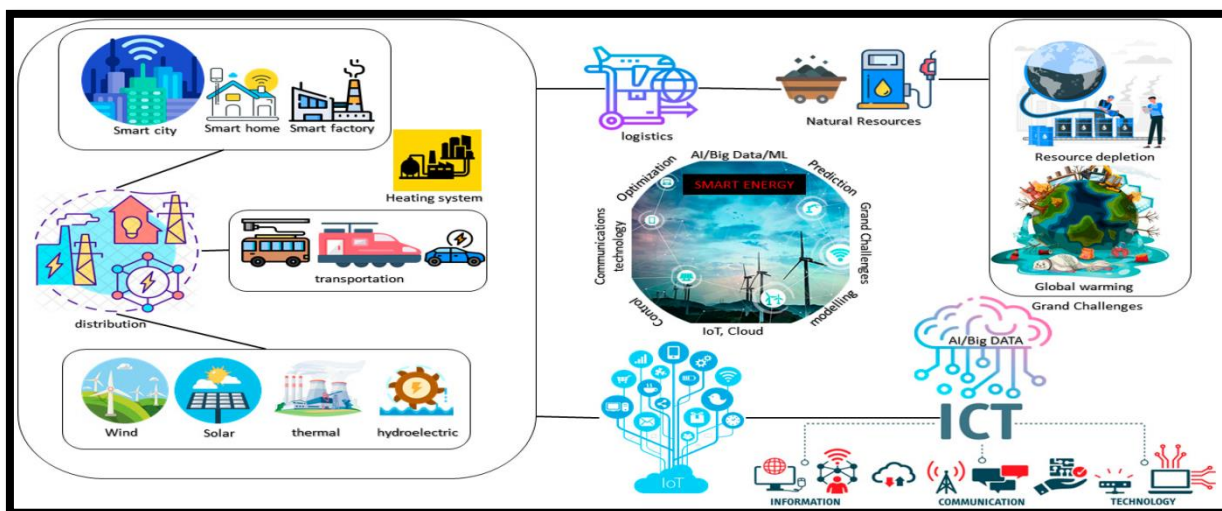 Smart city
Smart home
Smart factory
Heating system
transportation
distribution
Wind
Solar
thermal
hydroelectric
logistics
Natural Resources
Resource depletion
Global warming
Grand Challenges
AI/Big Data/ML
Optimization
Prediction
SMART ENERGY
Communications
technology
Grand Challenges
Control
modelling
IoT, Cloud
IoT
AI/Big DATA
ICT
INFORMATION
COMMUNICATION
TECHNOLOGY